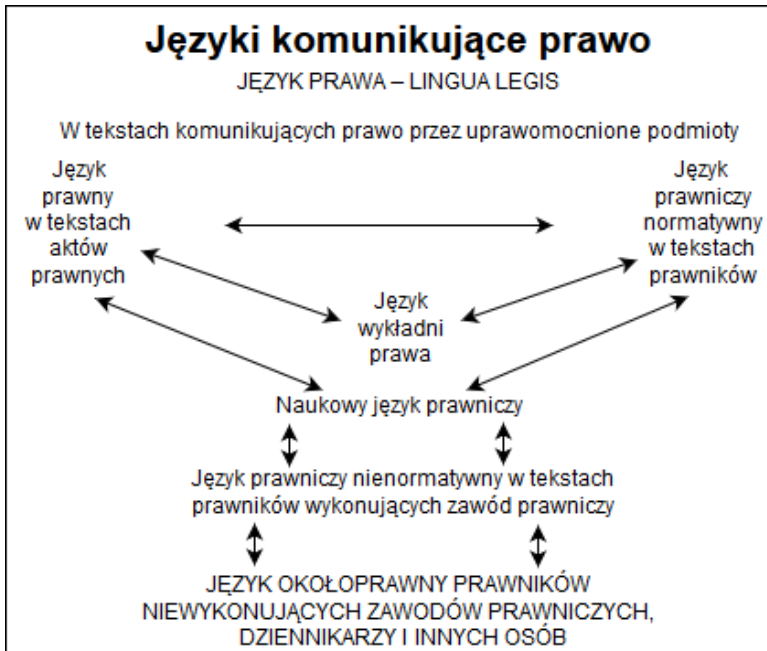 Języki komunikujące prawo
JĘZYK PRAWA – LINGUA LEGIS
W tekstach komunikujących prawo przez uprawomocnione podmioty
Język
prawny
w tekstach
aktów
prawnych
Język
prawniczy
normatywny
w tekstach
prawników
Język
wykładni
prawa
Naukowy język prawniczy
Język prawniczy nienormatywny w tekstach
prawników wykonujących zawód prawniczy
JĘZYK OKOŁOPRAWNY PRAWNIKÓW
NIEWYKONUJĄCYCH ZAWODÓW PRAWNICZYCH,
DZIENNIKARZY I INNYCH OSÓB